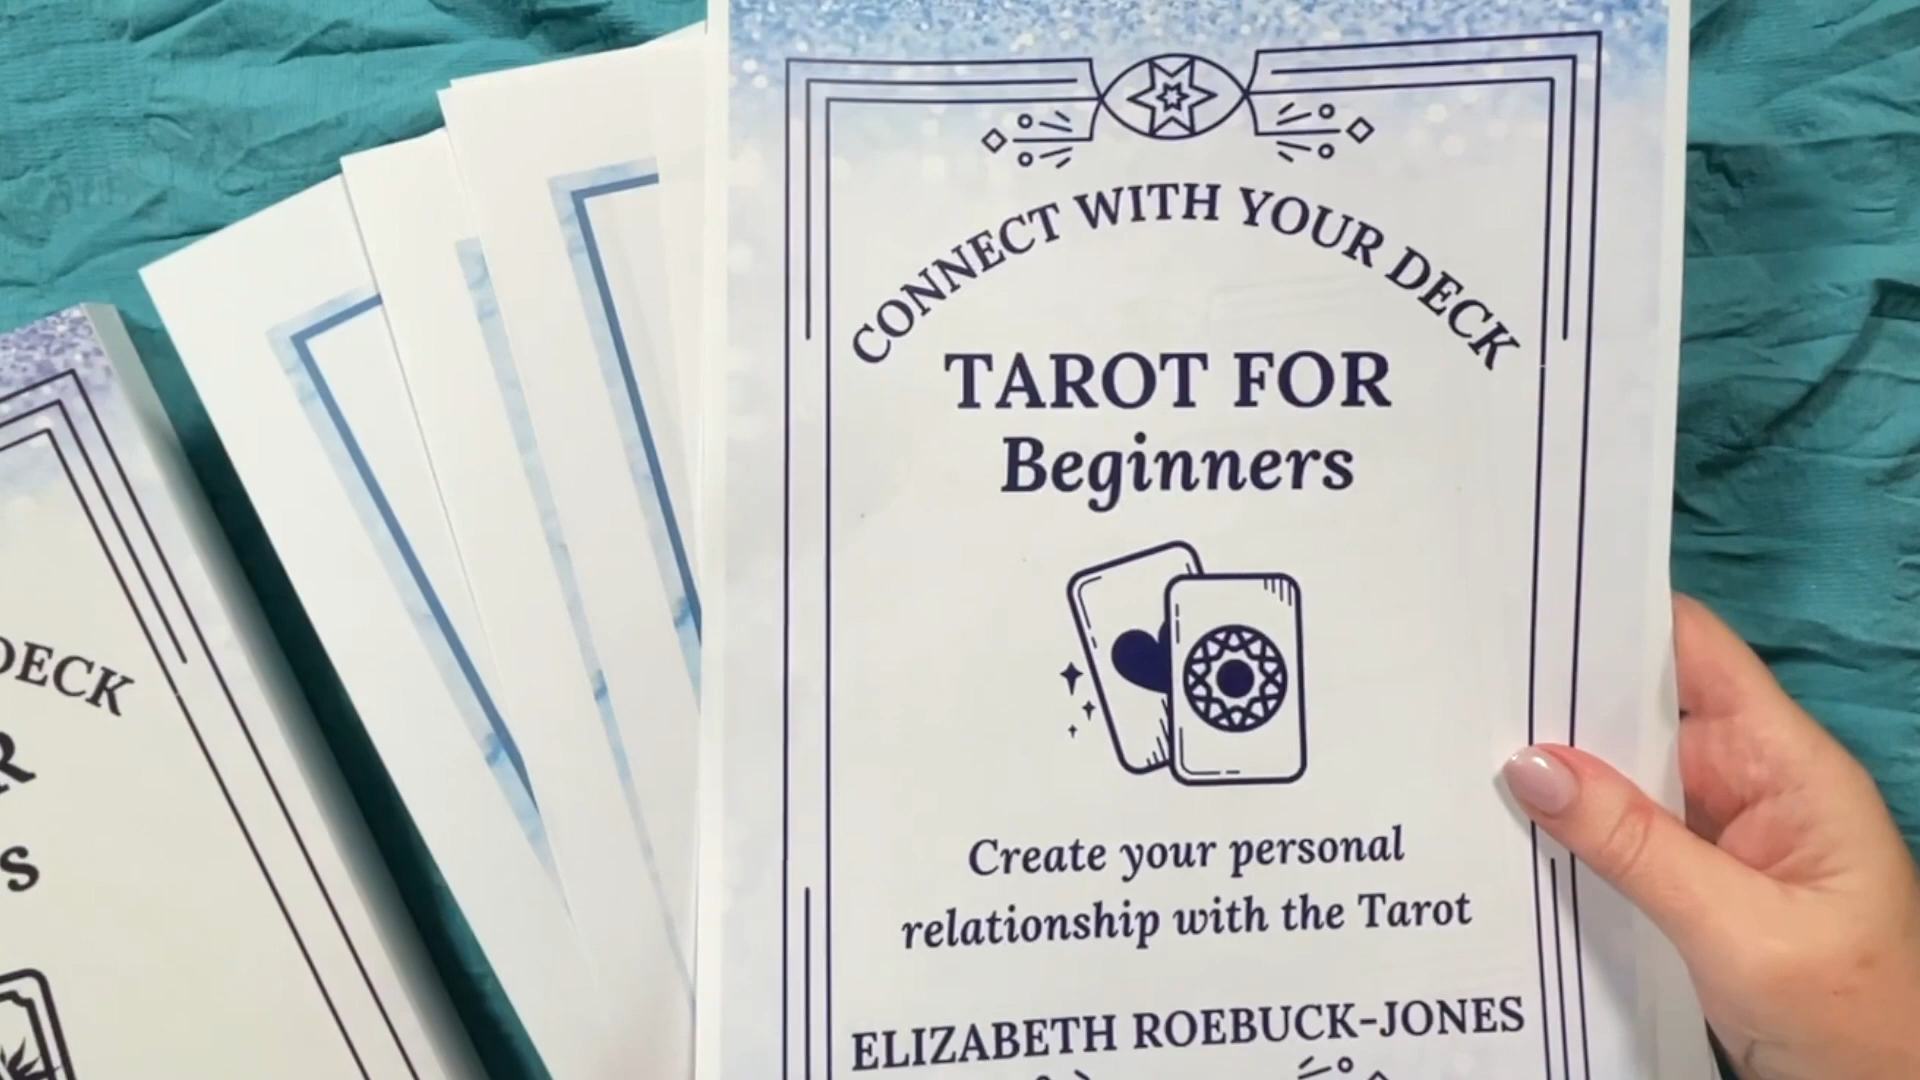 CONNECT WITH YOUR DECK
TAROT FOR
Beginners
Create your personal
relationship with the Tarot
ELIZABETH ROEBUCK-JONES
DECK
R
s